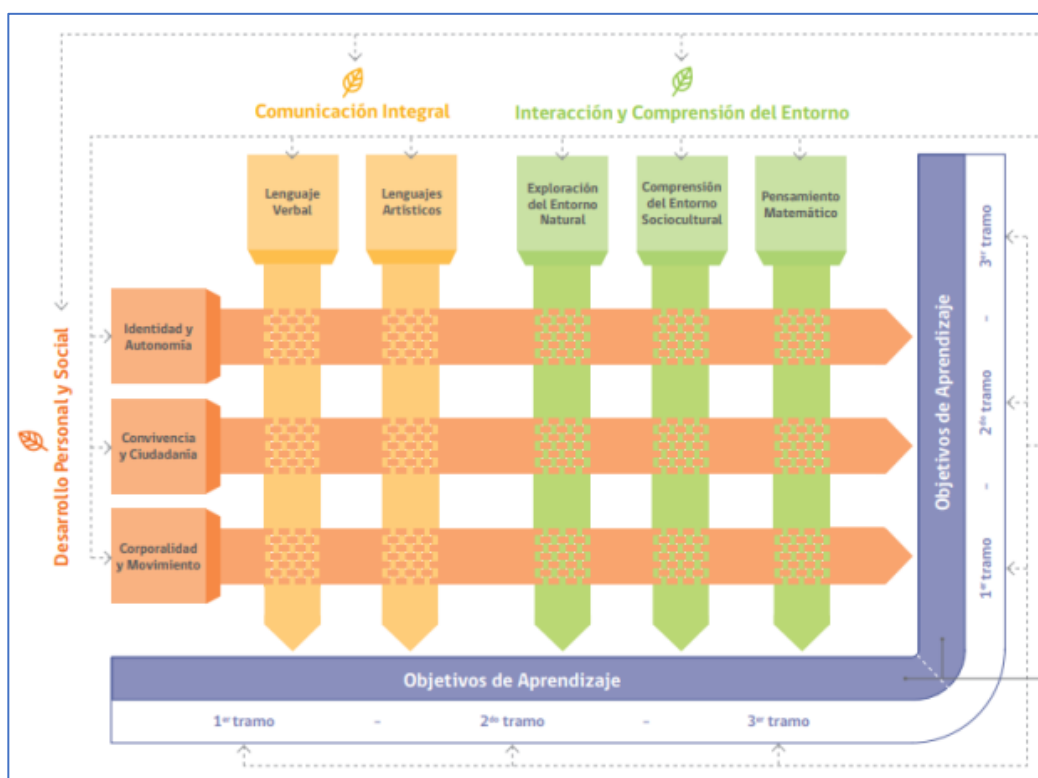 Comunicación Integral
Interacción y Comprensión del Entorno
Lenguaje
Verbal
Lenguajes
Artísticos
Exploración
del Entorno
Natural
Comprensión
del Entorno
Sociocultural
Pensamiento
Matemático
Desarrollo Personal y Social
Identidad y
Autonomía
Convivencia
y Ciudadanía
Corporalidad
y Movimiento
Objetivos de Aprendizaje
1er tramo – 2do tramo – 3er tramo
Objetivos de Aprendizaje
1er tramo – 2do tramo – 3er tramo